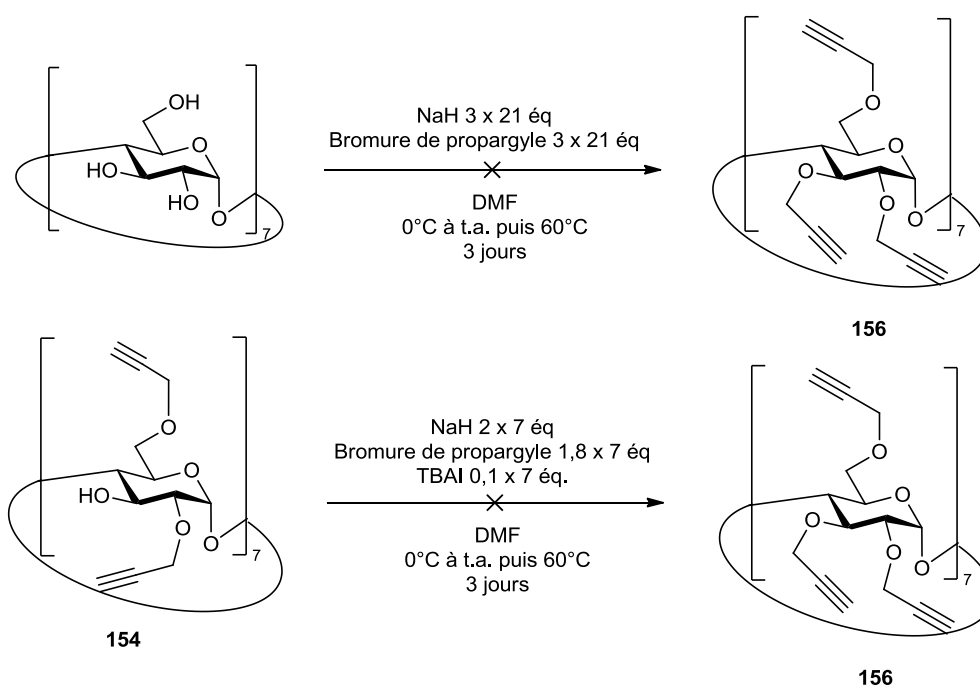 OH
O
HO
HO
O
7
NaH 3 x 21 éq
Bromure de propargyle 3 x 21 éq
DMF
0°C à t.a. puis 60°C
3 jours
O
O
O
O
O
7
156
O
O
HO
O
O
7
154
NaH 2 x 7 éq
Bromure de propargyle 1,8 x 7 éq
TBAI 0,1 x 7 éq.
DMF
0°C à t.a. puis 60°C
3 jours
O
O
O
O
O
7
156